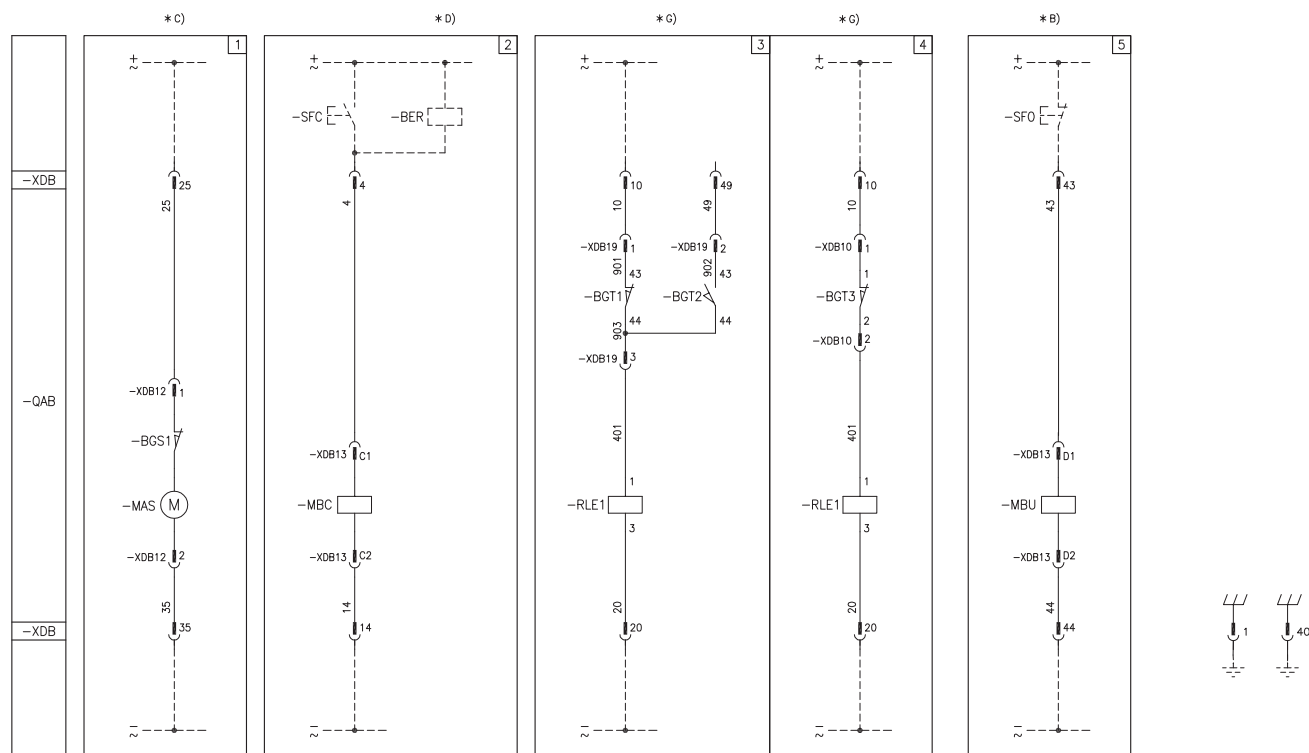 *C) *D) *G) *G) *B)
1 2 3 4 5
+ ~ + ~ + ~ + ~ + ~
-SFC -BER -SFO
-XDB 25 4 10 49 10 43
25 4 10 49 10 43
-XDB19 1 -XDB19 2 -XDB10 1
901 43 902 43 1
-BGT1 -BGT2 -BGT3
903 44 44 2
-XDB10 2
-XDB19 3
-XDB12 1
-QAB
-BGS1 401 401
-XDB13 C1 -XDB13 D1
1 1
-MAS M -MBC -RLE1 -RLE1 -MBU
3 3
-XDB12 2 -XDB13 C2 -XDB13 D2
35 14 20 20 44
-XDB 35 14 20 20 44 1 40
− ~ − ~ − ~ − ~ − ~